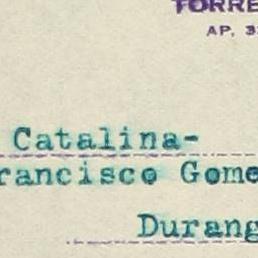 TORRE
AP. 3
Catalina-
rancisco Gome
Durang